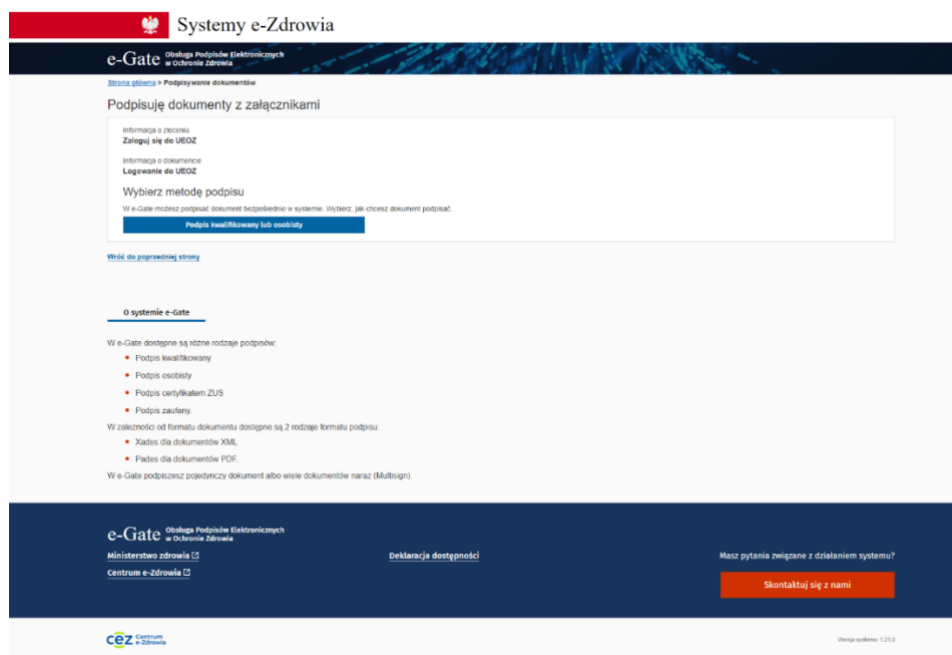 Systemy e-Zdrowia
e-Gate Obsługa Podpisów Elektronicznych
w Ochronie Zdrowia
Strona główna > Podpisywanie dokumentów
Podpisuję dokumenty z załącznikami
Informacja o zleceniu
Zaloguj się do UEOZ
Informacja o dokumencie
Logowanie do UEOZ
Wybierz metodę podpisu
W e-Gate możesz podpisać dokument bezpośrednio w systemie. Wybierz, jak chcesz dokument podpisać.
Podpis kwalifikowany lub osobisty
Wróć do poprzedniej strony
O systemie e-Gate
W e-Gate dostępne są różne rodzaje podpisów:
Podpis kwalifikowany
Podpis osobisty
Podpis certyfikatem ZUS
Podpis zaufany.
W zależności od formatu dokumentu dostępne są 2 rodzaje formatu podpisu:
Xades dla dokumentów XML
Pades dla dokumentów PDF.
W e-Gate podpiszesz pojedynczy dokument albo wiele dokumentów naraz (Multisign).
e-Gate Obsługa Podpisów Elektronicznych
w Ochronie Zdrowia
Ministerstwo zdrowia
Deklaracja dostępności
Masz pytania związane z działaniem systemu?
Centrum e-Zdrowia
Skontaktuj się z nami
cez Centrum
e-Zdrowia
Wersja systemu: 1.21.0